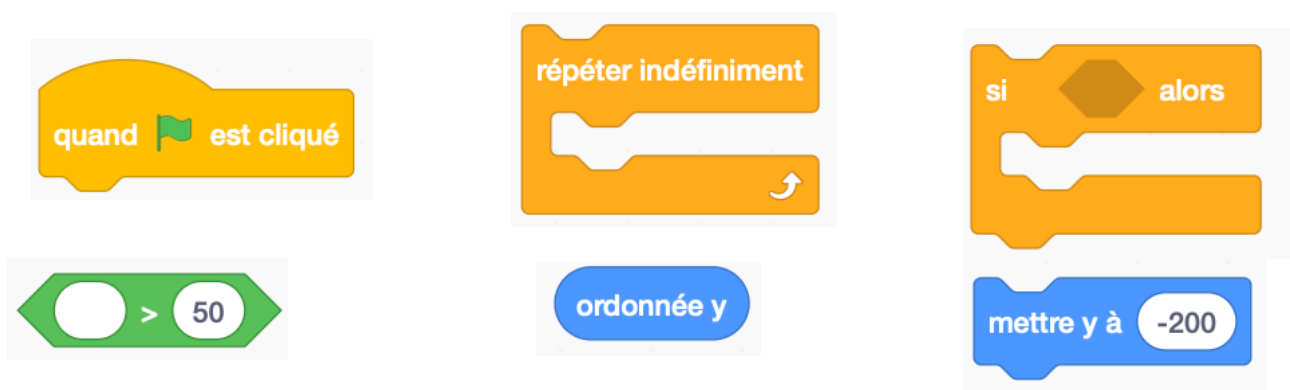 quand est cliqué
répéter indéfiniment
si alors
> 50
ordonnée y
mettre y à -200